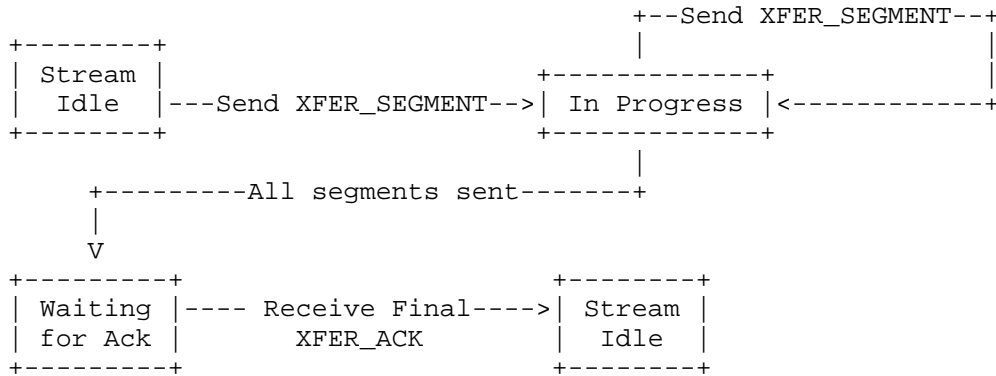 +--Send XFER_SEGMENT--+
+--------+ | |
| Stream | +-------------+ |
| Idle |---Send XFER_SEGMENT-->| In Progress |<------------+
+--------+ +-------------+
|
+---------All segments sent-------+
|
V
+---------+ +--------+
| Waiting |---- Receive Final---->| Stream |
| for Ack | XFER_ACK | Idle |
+---------+ +--------+